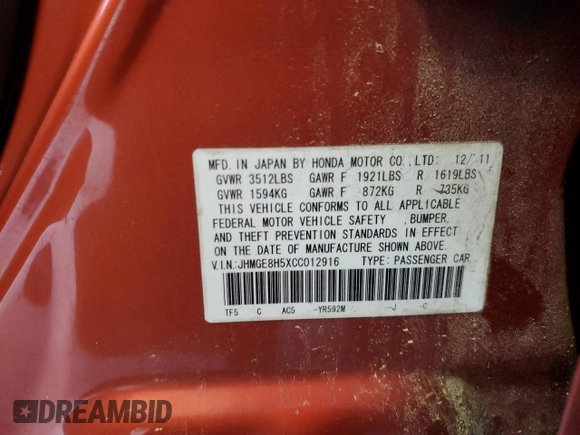 MFD. IN JAPAN BY HONDA MOTOR CO.,LTD: 12/'11
GVWR 3512LBS GAWR F 1921LBS R 1619LBS
GVWR 1594KG GAWR F 872KG R 735KG
THIS VEHICLE CONFORMS TO ALL APPLICABLE
FEDERAL MOTOR VEHICLE SAFETY , BUMPER,
AND THEFT PREVENTION STANDARDS IN EFFECT
ON THE DATE OF MANUFACTURE SHOWN ABOVE.
V.I.N.:JHMGE8H5XCC012916 TYPE: PASSENGER CAR
TF5 C AC5 -YR592M -J -C
DREAMBID